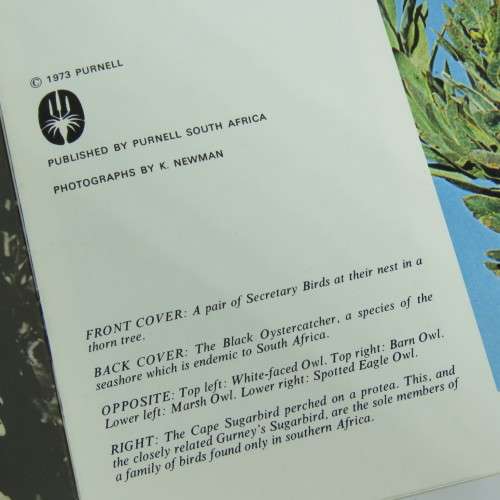 © 1973 PURNELL
PUBLISHED BY PURNELL SOUTH AFRICA
PHOTOGRAPHS BY K. NEWMAN
FRONT COVER: A pair of Secretary Birds at their nest in a
thorn tree.
BACK COVER: The Black Oystercatcher, a species of the
seashore which is endemic to South Africa.
OPPOSITE: Top left: White-faced Owl. Top right: Barn Owl.
Lower left: Marsh Owl. Lower right: Spotted Eagle Owl.
RIGHT: The Cape Sugarbird perched on a protea. This, and
the closely related Gurney's Sugarbird, are the sole members of
a family of birds found only in southern Africa.